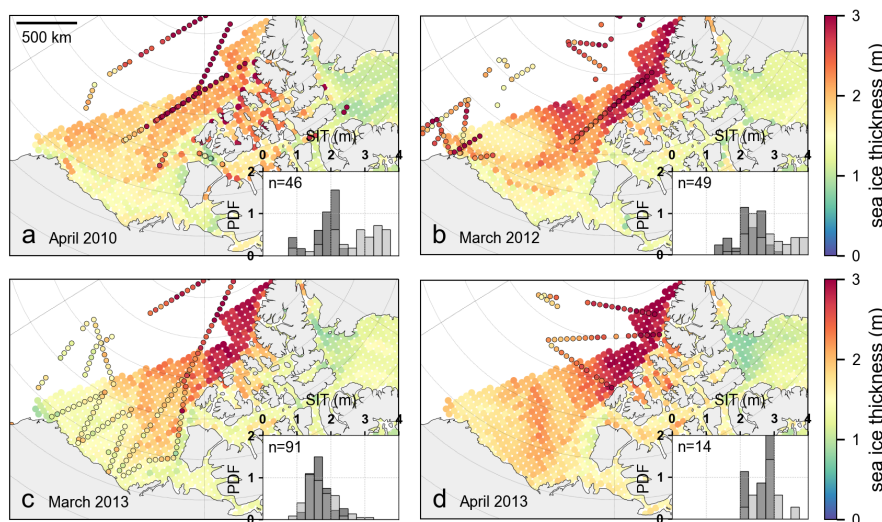 500 km
SIT (m)
0 1 2 3 4
n=46
2
1
0
PDF
a April 2010
SIT (m)
0 1 2 3 4
n=49
2
1
0
PDF
b March 2012
3
2
1
0
sea ice thickness (m)
SIT (m)
0 1 2 3 4
n=91
2
1
0
PDF
c March 2013
SIT (m)
0 1 2 3 4
n=14
2
1
0
PDF
d April 2013
3
2
1
0
sea ice thickness (m)